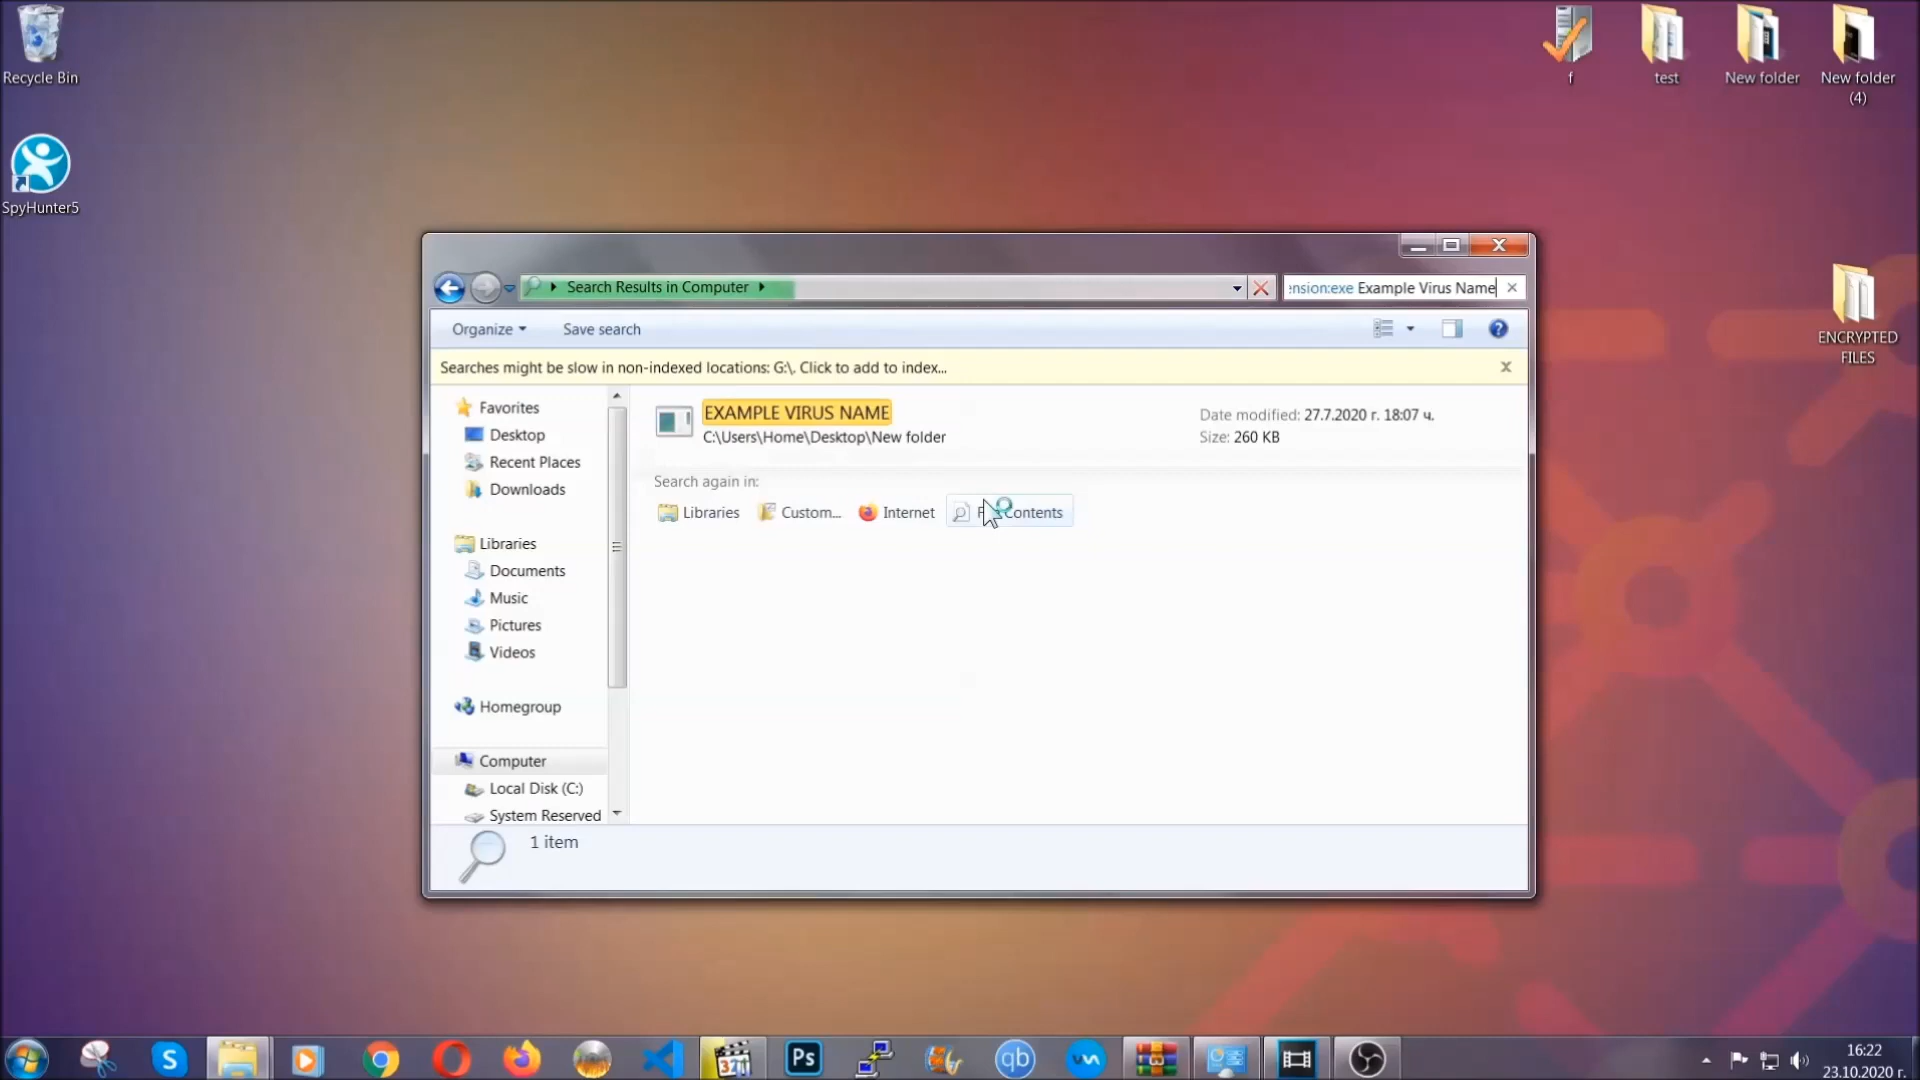 Recycle Bin
SpyHunter5
f
test
New folder
New folder
(4)
ENCRYPTED
FILES
Search Results in Computer
ension:exe Example Virus Name
Organize
Save search
Searches might be slow in non-indexed locations: G:\. Click to add to index...
Favorites
Desktop
Recent Places
Downloads
Libraries
Documents
Music
Pictures
Videos
Homegroup
Computer
Local Disk (C:)
System Reserved
EXAMPLE VIRUS NAME
C:\Users\Home\Desktop\New folder
Date modified: 27.7.2020 г. 18:07 ч.
Size: 260 KB
Search again in:
Libraries
Custom...
Internet
Contents
1 item
S
321
Ps
qb
16:22
23.10.2020 г.